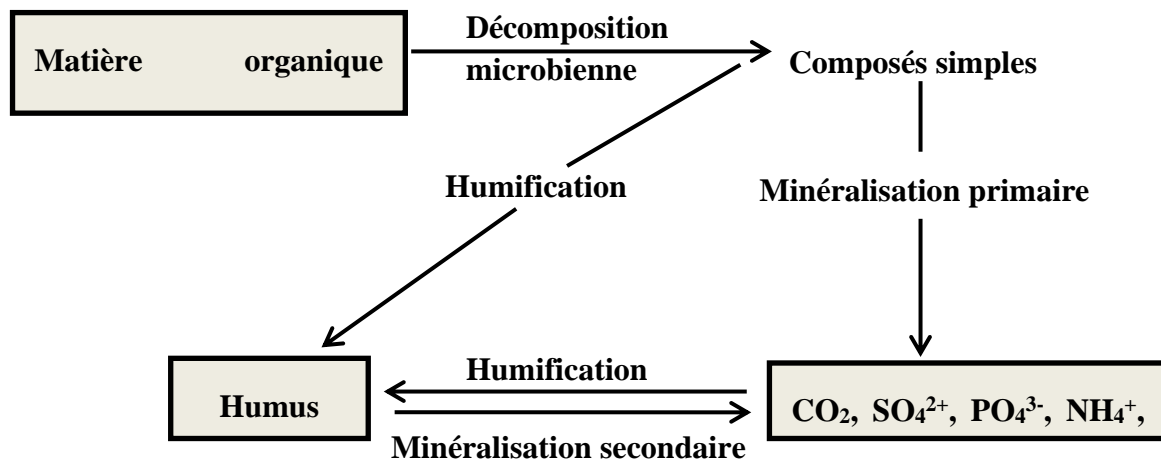 Décomposition
Matière organique
microbienne
Composés simples
Humification
Minéralisation primaire
Humification
Humus
CO₂, SO₄²⁺, PO₄³⁻, NH₄⁺,
Minéralisation secondaire